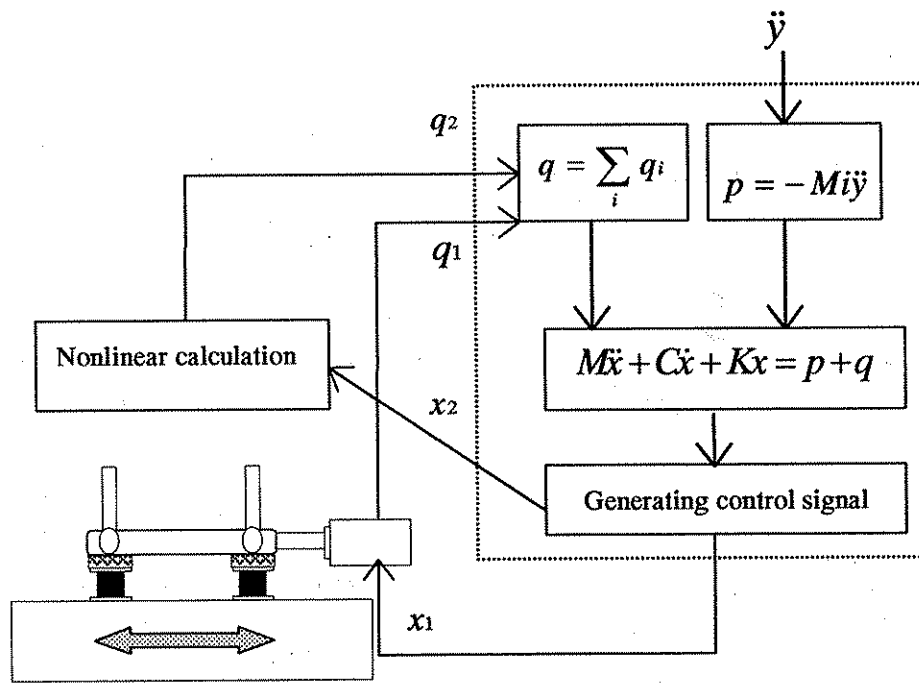 ÿ
q2
q = ∑ qi
i
p = −Miÿ
q1
Nonlinear calculation
Mẍ + Cẋ + Kx = p + q
x2
Generating control signal
x1